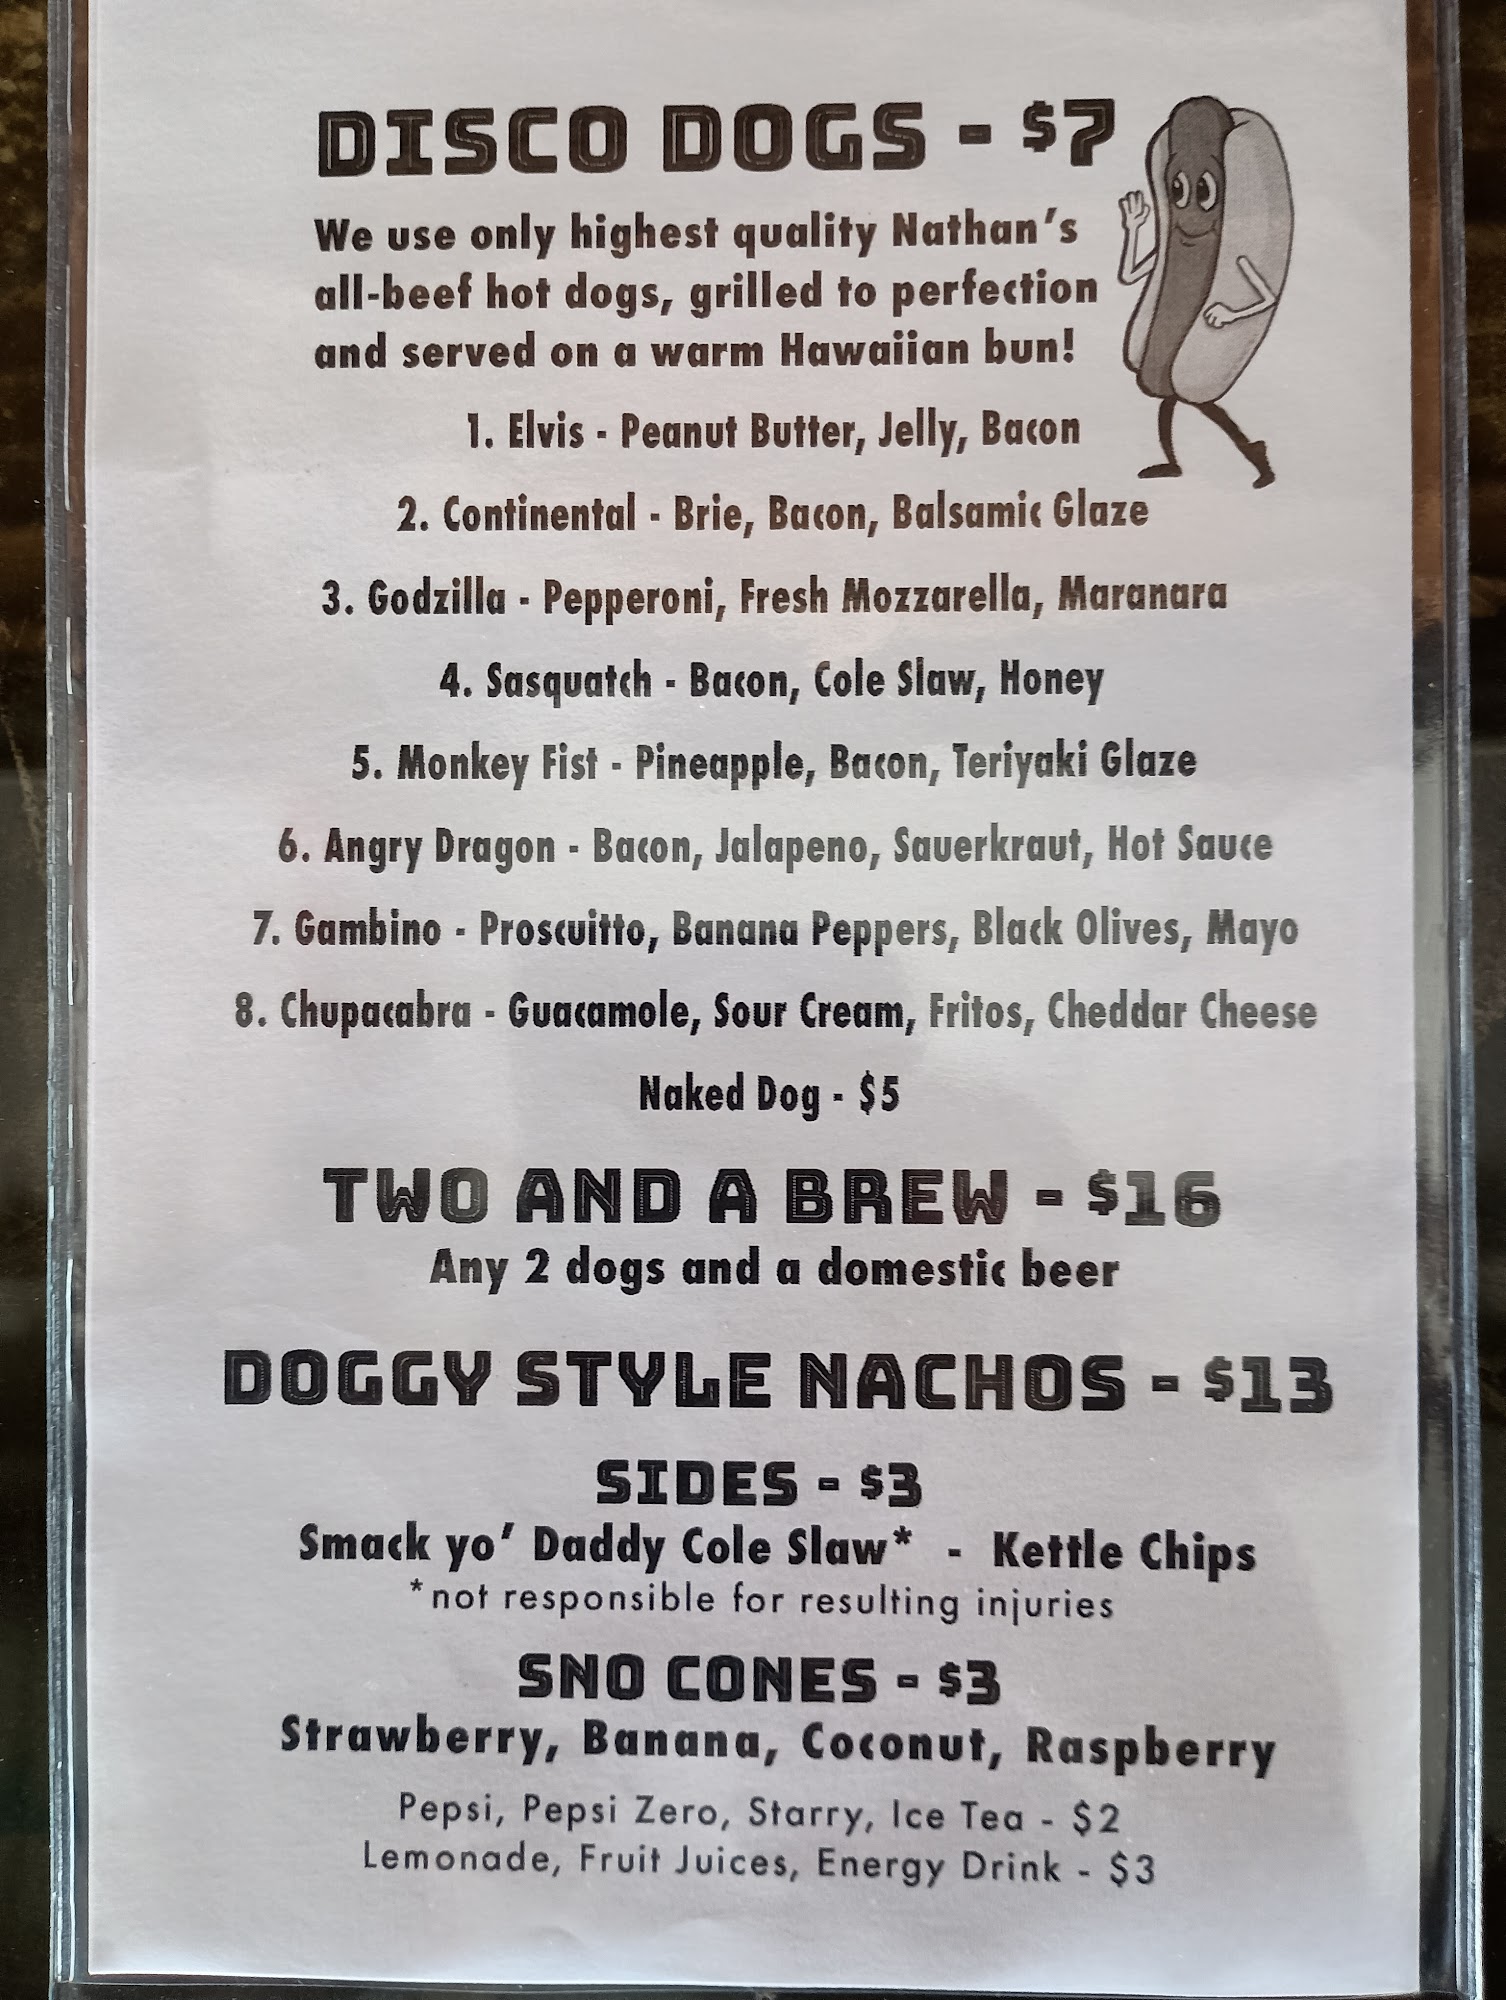 DISCO DOGS - $7
We use only highest quality Nathan's
all-beef hot dogs, grilled to perfection
and served on a warm Hawaiian bun!
1. Elvis - Peanut Butter, Jelly, Bacon
2. Continental - Brie, Bacon, Balsamic Glaze
3. Godzilla - Pepperoni, Fresh Mozzarella, Maranara
4. Sasquatch - Bacon, Cole Slaw, Honey
5. Monkey Fist - Pineapple, Bacon, Teriyaki Glaze
6. Angry Dragon - Bacon, Jalapeno, Sauerkraut, Hot Sauce
7. Gambino - Proscuitto, Banana Peppers, Black Olives, Mayo
8. Chupacabra - Guacamole, Sour Cream, Fritos, Cheddar Cheese
Naked Dog - $5
TWO AND A BREW - $16
Any 2 dogs and a domestic beer
DOGGY STYLE NACHOS - $13
SIDES - $3
Smack yo' Daddy Cole Slaw* - Kettle Chips
*not responsible for resulting injuries
SNO CONES - $3
Strawberry, Banana, Coconut, Raspberry
Pepsi, Pepsi Zero, Starry, Ice Tea - $2
Lemonade, Fruit Juices, Energy Drink - $3